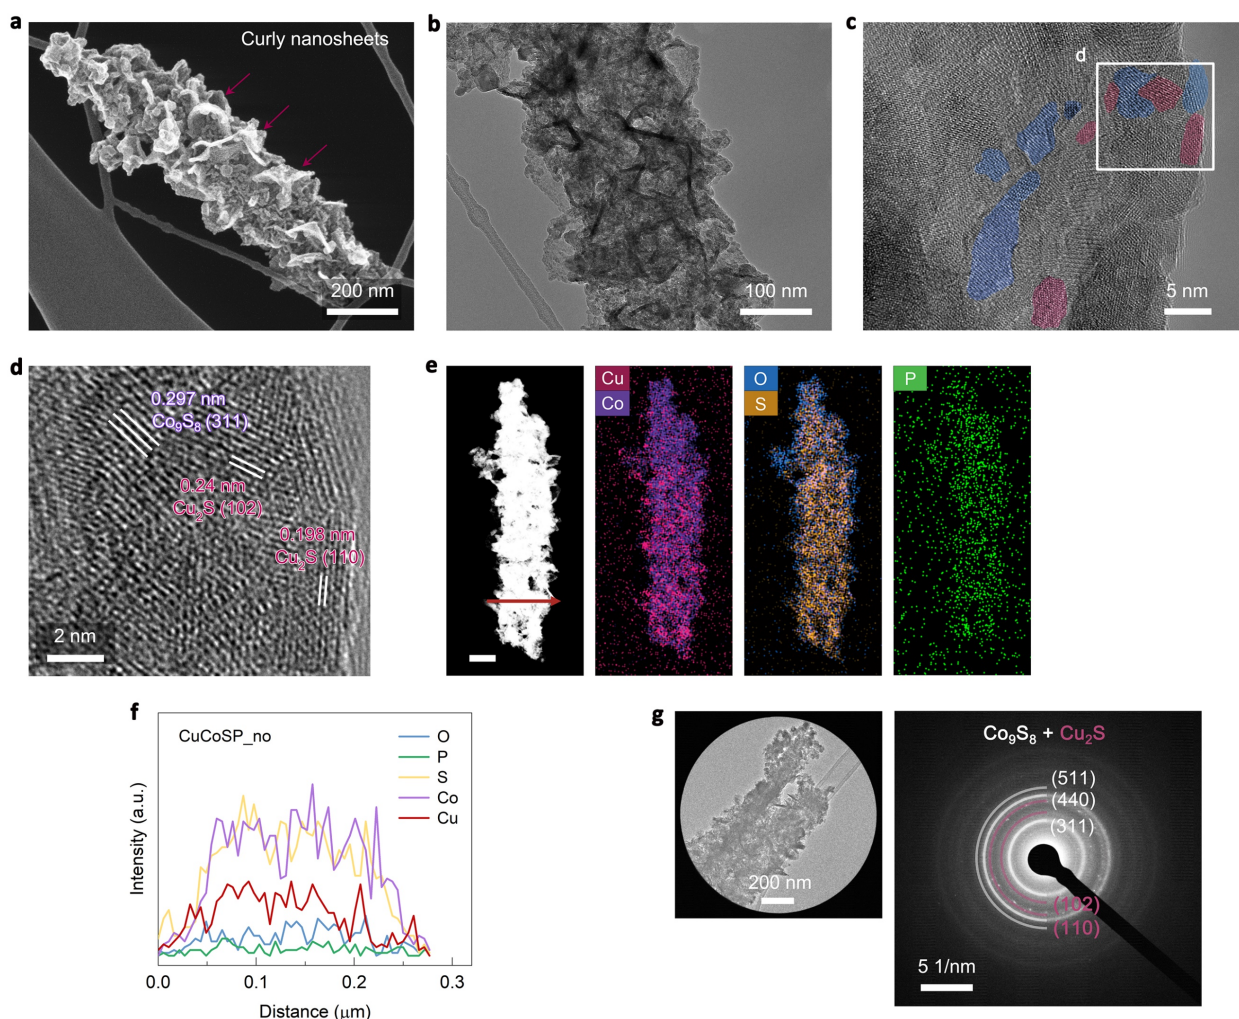 a
Curly nanosheets
200 nm
b
100 nm
c
d
5 nm
d
0.297 nm
Co₉S₈ (311)
0.24 nm
Cu₂S (102)
0.198 nm
Cu₂S (110)
2 nm
e
Cu
Co
O
S
P
f
CuCoSP_no
O
P
S
Co
Cu
Intensity (a.u.)
0.0
0.1
0.2
0.3
Distance (μm)
g
200 nm
Co₉S₈ + Cu₂S
(511)
(440)
(311)
(102)
(110)
5 1/nm